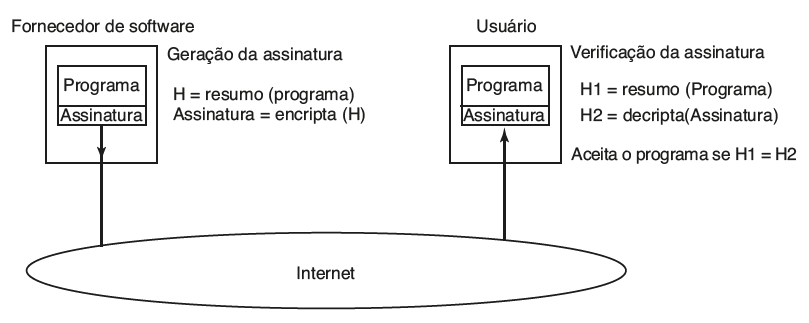 Fornecedor de software
Geração da assinatura
Programa
Assinatura
H = resumo (programa)
Assinatura = encripta (H)
Usuário
Verificação da assinatura
Programa
Assinatura
H1 = resumo (Programa)
H2 = decripta(Assinatura)
Aceita o programa se H1 = H2
Internet